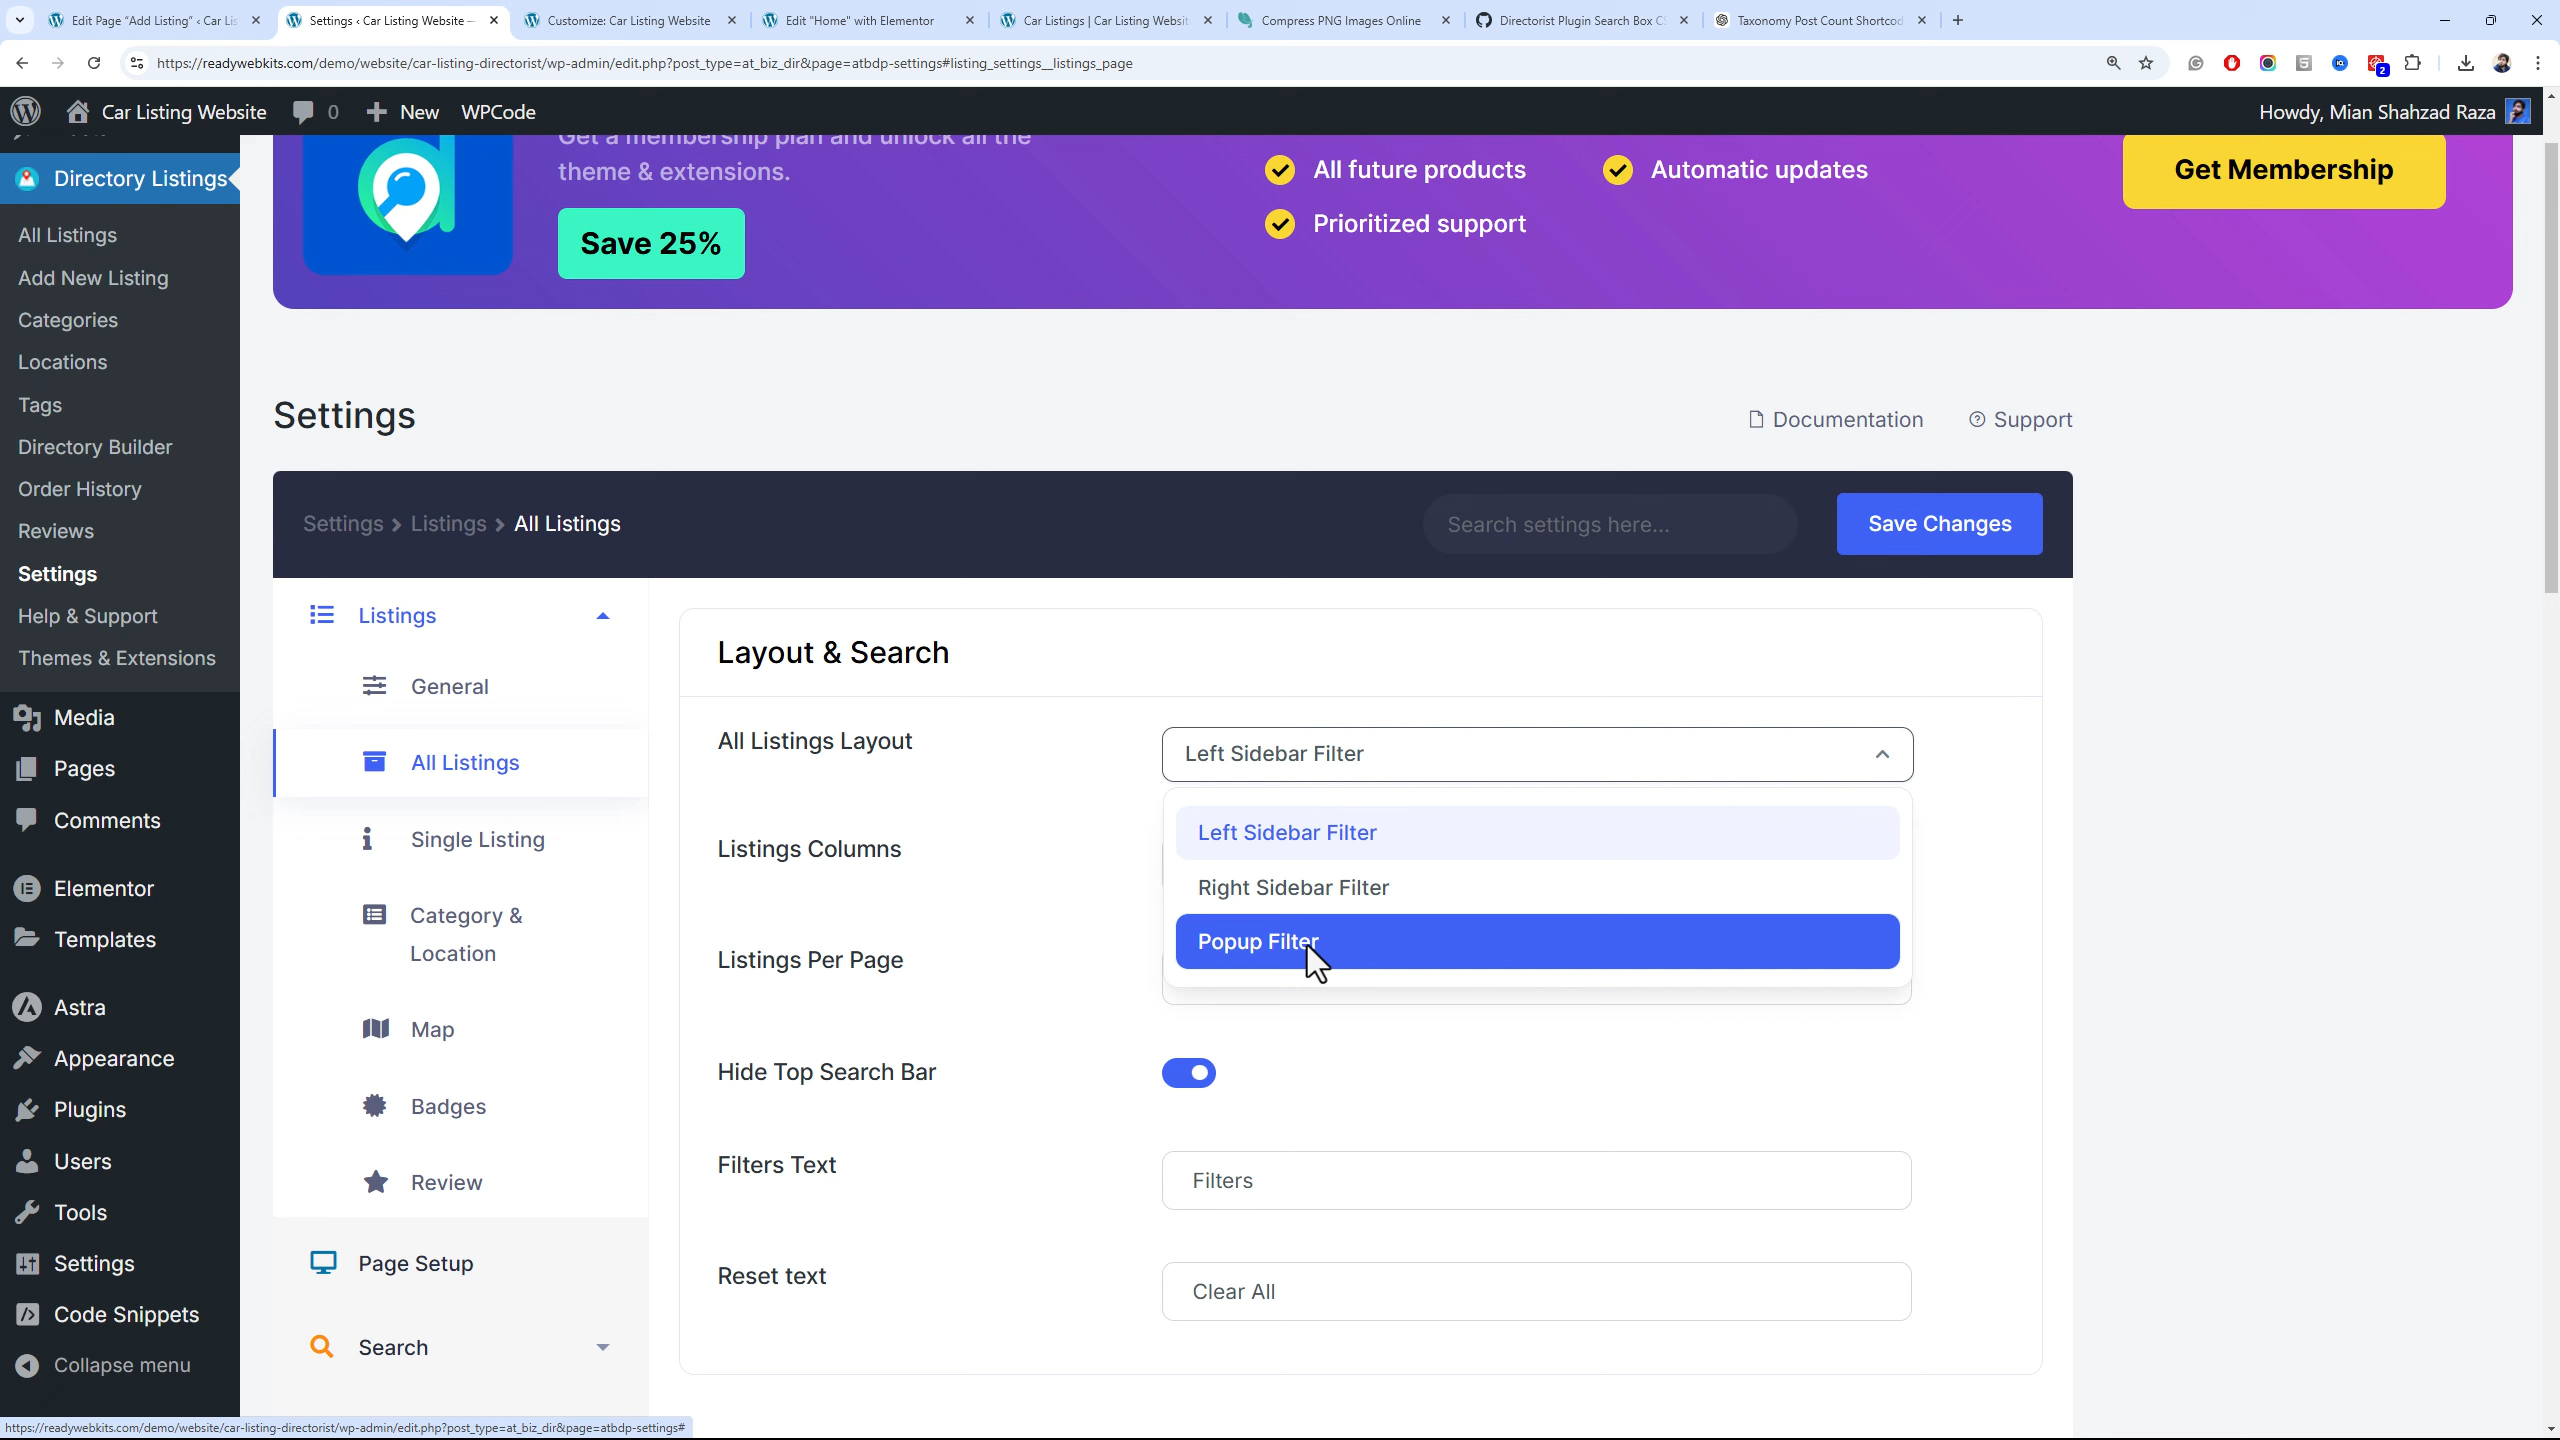 Edit Page “Add Listing” ‹ Car Lis
Settings ‹ Car Listing Website —
Customize: Car Listing Website
Edit "Home" with Elementor
Car Listings | Car Listing Websit
Compress PNG Images Online
Directorist Plugin Search Box C
Taxonomy Post Count Shortcod
https://readywebkits.com/demo/website/car-listing-directorist/wp-admin/edit.php?post_type=at_biz_dir&page=atbdp-settings#listing_settings__listings_page
2
Car Listing Website
0
New
WPCode
Howdy, Mian Shahzad Raza
Directory Listings
All Listings
Add New Listing
Categories
Locations
Tags
Directory Builder
Order History
Reviews
Settings
Help & Support
Themes & Extensions
Media
Pages
Comments
Elementor
Templates
Astra
Appearance
Plugins
Users
Tools
Settings
Code Snippets
Collapse menu
Get a membership plan and unlock all the
theme & extensions.
Save 25%
All future products
Automatic updates
Prioritized support
Get Membership
Settings
Documentation
Support
Settings > Listings > All Listings
Search settings here...
Save Changes
Listings
General
All Listings
Single Listing
Category &
Location
Map
Badges
Review
Page Setup
Search
Layout & Search
All Listings Layout
Left Sidebar Filter
Left Sidebar Filter
Right Sidebar Filter
Popup Filter
Listings Columns
Listings Per Page
Hide Top Search Bar
Filters Text
Filters
Reset text
Clear All
https://readywebkits.com/demo/website/car-listing-directorist/wp-admin/edit.php?post_type=at_biz_dir&page=atbdp-settings#